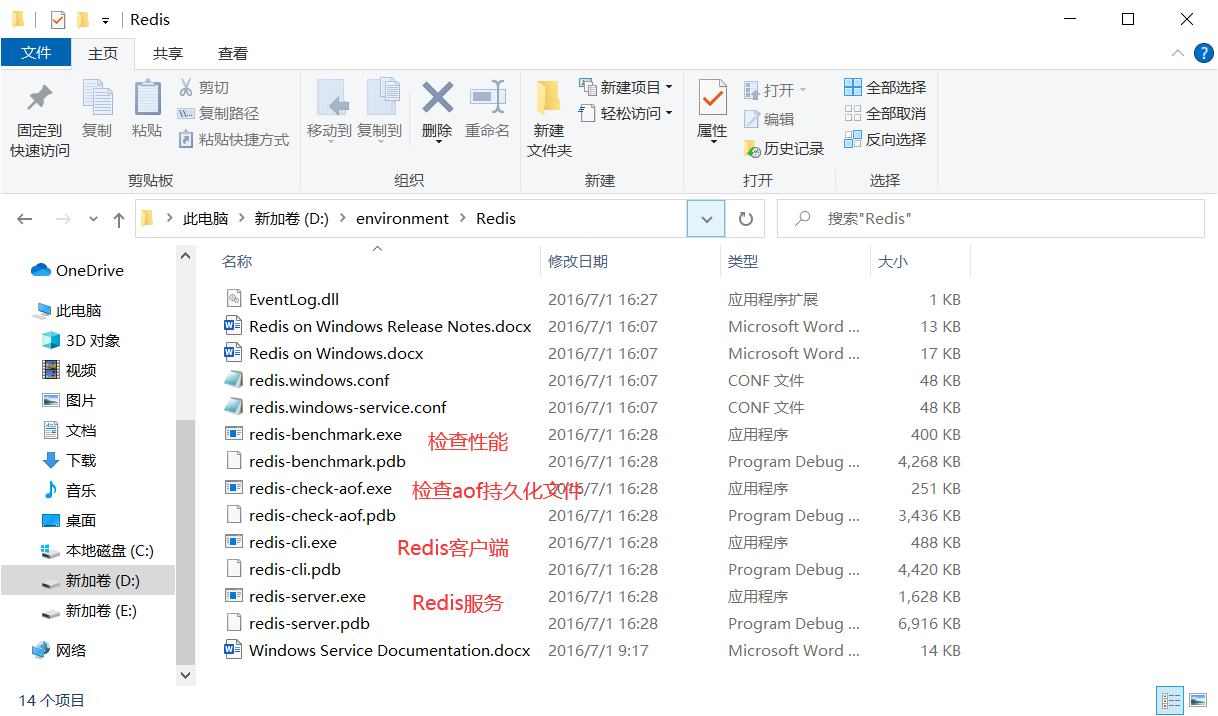 Redis
文件 主页 共享 查看
固定到快速访问
复制
粘贴
剪切
复制路径
粘贴快捷方式
剪贴板
移动到
复制到
删除
重命名
组织
新建文件夹
新建项目
轻松访问
新建
属性
打开
编辑
历史记录
打开
全部选择
全部取消
反向选择
选择
此电脑 新加卷 (D:) environment Redis
搜索"Redis"
OneDrive
此电脑
3D 对象
视频
图片
文档
下载
音乐
桌面
本地磁盘 (C:)
新加卷 (D:)
新加卷 (E:)
网络
名称 修改日期 类型 大小
EventLog.dll 2016/7/1 16:27 应用程序扩展 1 KB
Redis on Windows Release Notes.docx 2016/7/1 16:07 Microsoft Word ... 13 KB
Redis on Windows.docx 2016/7/1 16:07 Microsoft Word ... 17 KB
redis.windows.conf 2016/7/1 16:07 CONF 文件 48 KB
redis.windows-service.conf 2016/7/1 16:07 CONF 文件 48 KB
redis-benchmark.exe 检查性能 2016/7/1 16:28 应用程序 400 KB
redis-benchmark.pdb 2016/7/1 16:28 Program Debug ... 4,268 KB
redis-check-aof.exe 检查aof持久化文件 2016/7/1 16:28 应用程序 251 KB
redis-check-aof.pdb 2016/7/1 16:28 Program Debug ... 3,436 KB
redis-cli.exe Redis客户端 2016/7/1 16:28 应用程序 488 KB
redis-cli.pdb 2016/7/1 16:28 Program Debug ... 4,420 KB
redis-server.exe Redis服务 2016/7/1 16:28 应用程序 1,628 KB
redis-server.pdb 2016/7/1 16:28 Program Debug ... 6,916 KB
Windows Service Documentation.docx 2016/7/1 9:17 Microsoft Word ... 14 KB
14 个项目